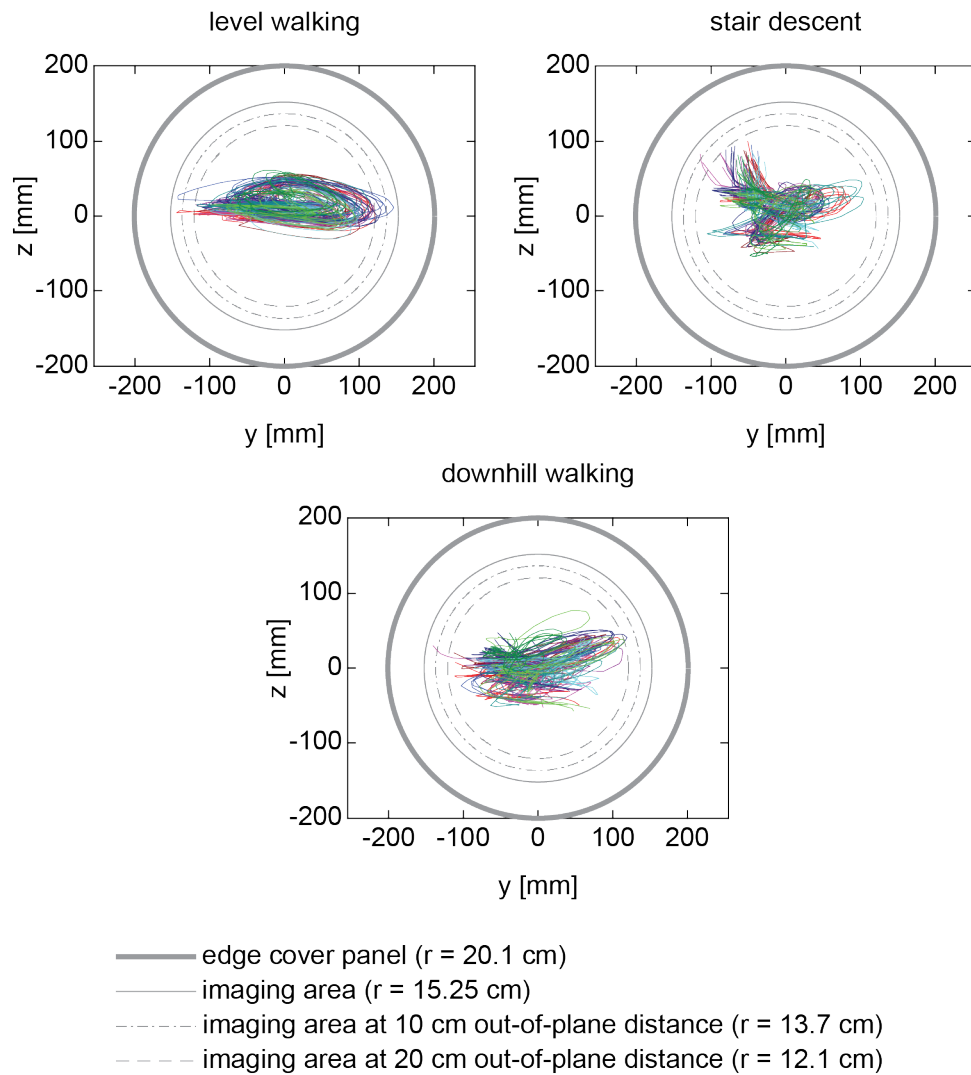 level walking
stair descent
200
100
0
-100
-200
z [mm]
-200 -100 0 100 200
y [mm]
200
100
0
-100
-200
z [mm]
-200 -100 0 100 200
y [mm]
downhill walking
200
100
0
-100
-200
z [mm]
-200 -100 0 100 200
y [mm]
edge cover panel (r = 20.1 cm)
imaging area (r = 15.25 cm)
imaging area at 10 cm out-of-plane distance (r = 13.7 cm)
imaging area at 20 cm out-of-plane distance (r = 12.1 cm)